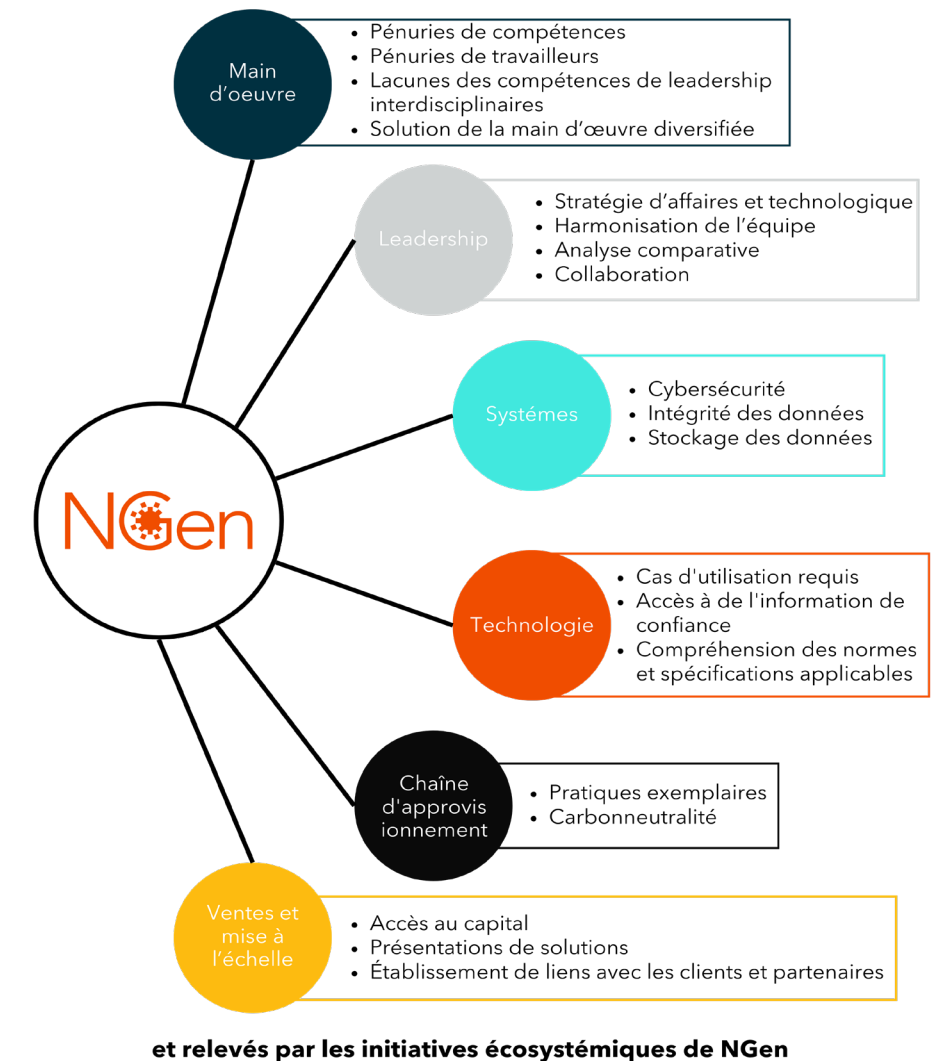 Main
d'oeuvre
• Pénuries de compétences
• Pénuries de travailleurs
• Lacunes des compétences de leadership
interdisciplinaires
• Solution de la main d'œuvre diversifiée
Leadership
• Stratégie d'affaires et technologique
• Harmonisation de l'équipe
• Analyse comparative
• Collaboration
Systémes
• Cybersécurité
• Intégrité des données
• Stockage des données
NGen
Technologie
• Cas d'utilisation requis
• Accès à de l'information de
confiance
• Compréhension des normes
et spécifications applicables
Chaîne
d'approvis
ionnement
• Pratiques exemplaires
• Carbonneutralité
Ventes et
mise à
l'échelle
• Accès au capital
• Présentations de solutions
• Établissement de liens avec les clients et partenaires
et relevés par les initiatives écosystémiques de NGen